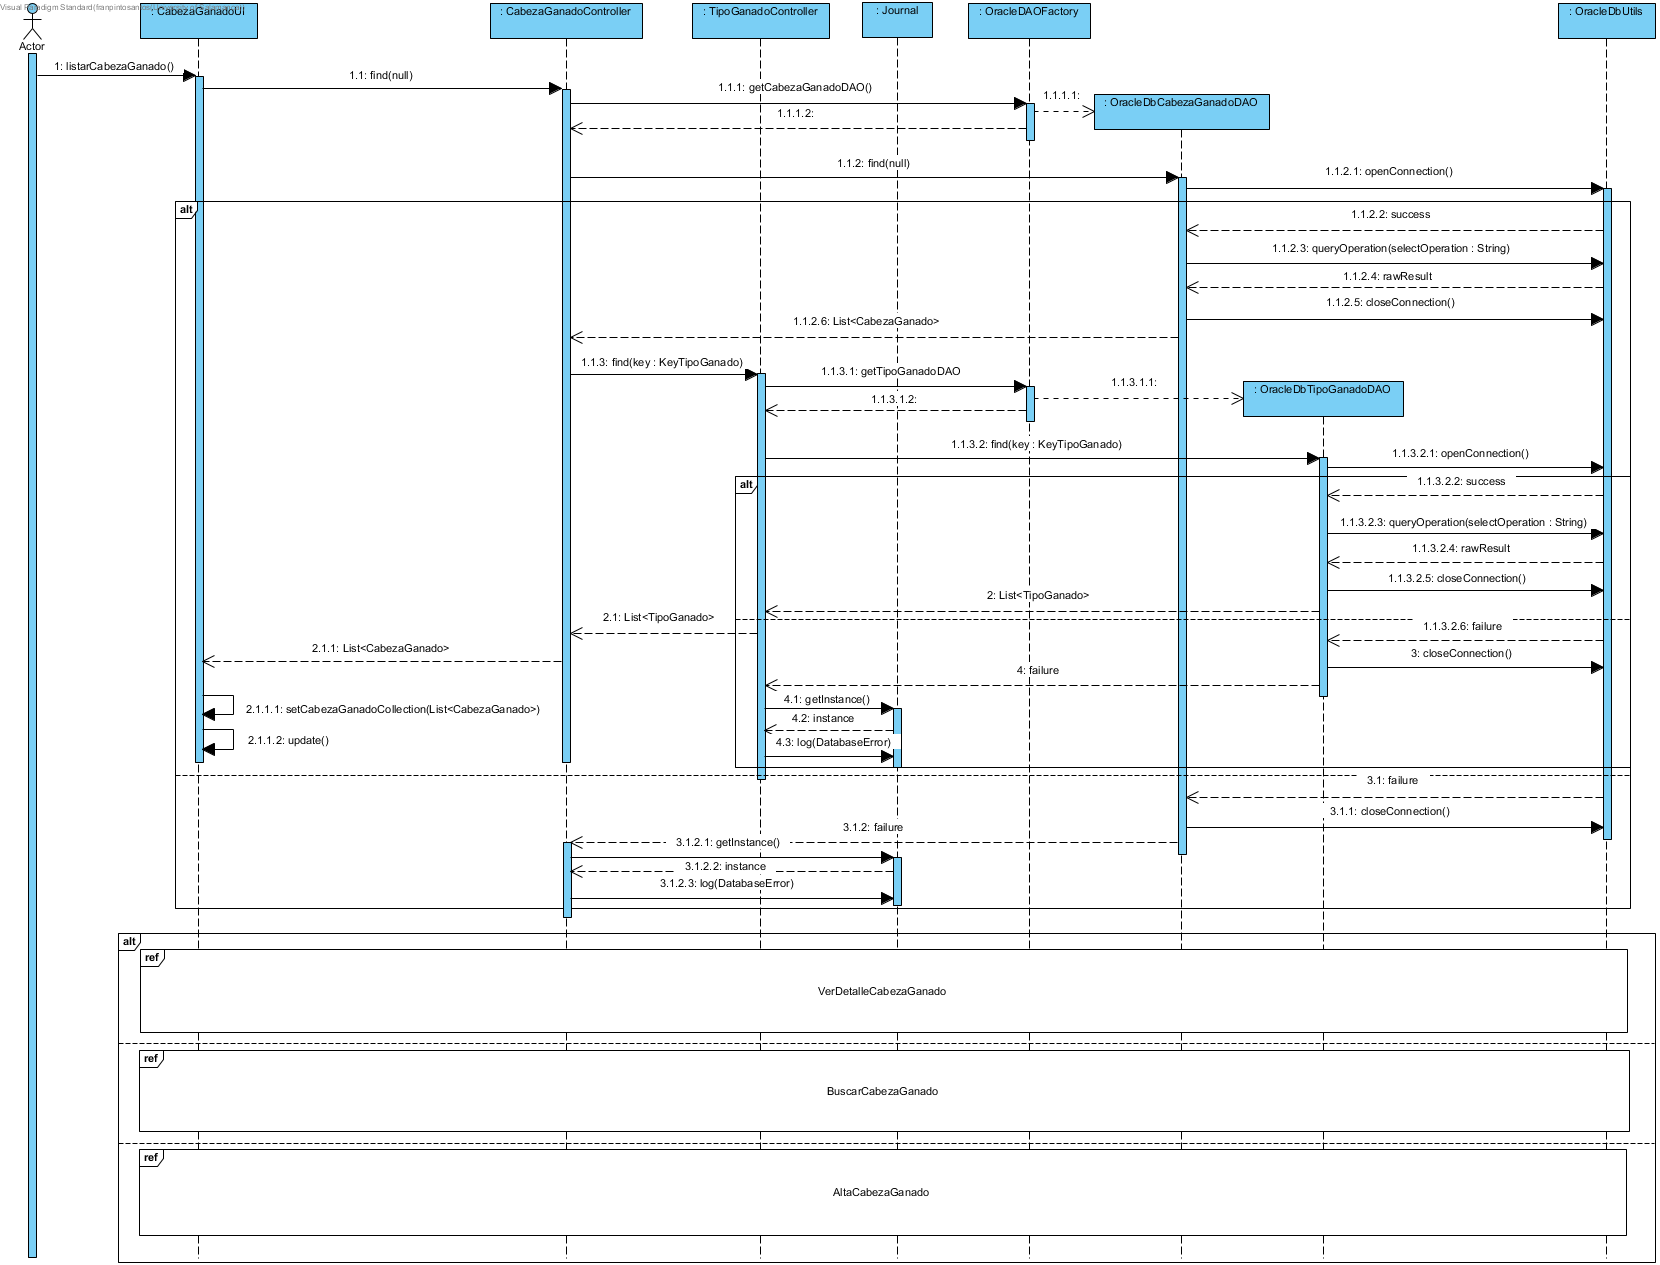 Visual Paradigm Standard(franpintosantos(
: CabezaGanadoUI
: CabezaGanadoController
: TipoGanadoController
: Journal
: OracleDAOFactory
: OracleDbUtils
Actor
1: listarCabezaGanado()
1.1: find(null)
1.1.1: getCabezaGanadoDAO()
1.1.1.1:
: OracleDbCabezaGanadoDAO
1.1.1.2:
1.1.2: find(null)
1.1.2.1: openConnection()
alt
1.1.2.2: success
1.1.2.3: queryOperation(selectOperation : String)
1.1.2.4: rawResult
1.1.2.5: closeConnection()
1.1.2.6: List<CabezaGanado>
1.1.3: find(key : KeyTipoGanado)
1.1.3.1: getTipoGanadoDAO
1.1.3.1.1:
: OracleDbTipoGanadoDAO
1.1.3.1.2:
1.1.3.2: find(key : KeyTipoGanado)
1.1.3.2.1: openConnection()
alt
1.1.3.2.2: success
1.1.3.2.3: queryOperation(selectOperation : String)
1.1.3.2.4: rawResult
1.1.3.2.5: closeConnection()
2: List<TipoGanado>
2.1: List<TipoGanado>
1.1.3.2.6: failure
2.1.1: List<CabezaGanado>
3: closeConnection()
4: failure
4.1: getInstance()
2.1.1.1: setCabezaGanadoCollection(List<CabezaGanado>)
4.2: instance
2.1.1.2: update()
4.3: log(DatabaseError)
3.1: failure
3.1.1: closeConnection()
3.1.2: failure
3.1.2.1: getInstance()
3.1.2.2: instance
3.1.2.3: log(DatabaseError)
alt
ref
VerDetalleCabezaGanado
ref
BuscarCabezaGanado
ref
AltaCabezaGanado